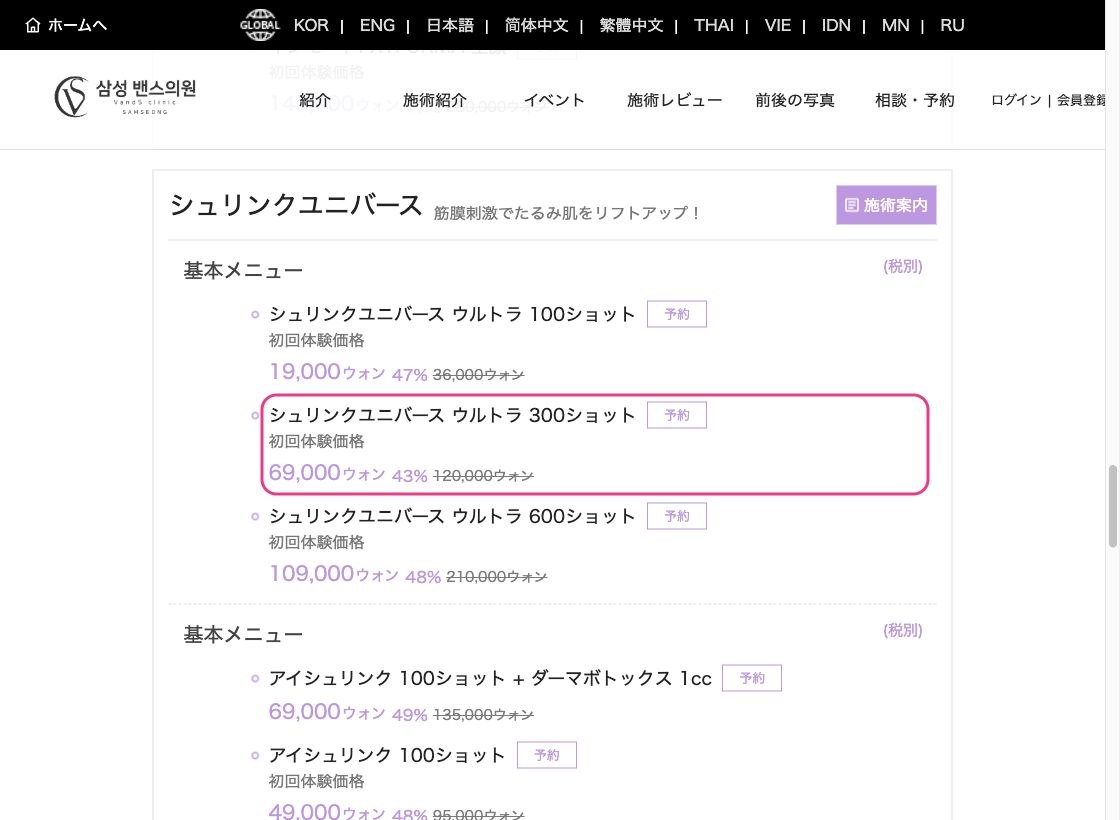 ホームへ
GLOBAL KOR | ENG | 日本語 | 简体中文 | 繁體中文 | THAI | VIE | IDN | MN | RU
初回体験価格
삼성 밴스의원
VandS clinic
SAMSEONG
紹介 施術紹介 イベント 施術レビュー 前後の写真 相談・予約 ログイン | 会員登録
シュリンクユニバース 筋膜刺激でたるみ肌をリフトアップ！ 施術案内
基本メニュー (税別)
シュリンクユニバース ウルトラ 100ショット 予約
初回体験価格
19,000ウォン 47% 36,000ウォン
シュリンクユニバース ウルトラ 300ショット 予約
初回体験価格
69,000ウォン 43% 120,000ウォン
シュリンクユニバース ウルトラ 600ショット 予約
初回体験価格
109,000ウォン 48% 210,000ウォン
基本メニュー (税別)
アイシュリンク 100ショット + ダーマボトックス 1cc 予約
69,000ウォン 49% 135,000ウォン
アイシュリンク 100ショット 予約
初回体験価格
49,000ウォン 48% 95,000ウォン